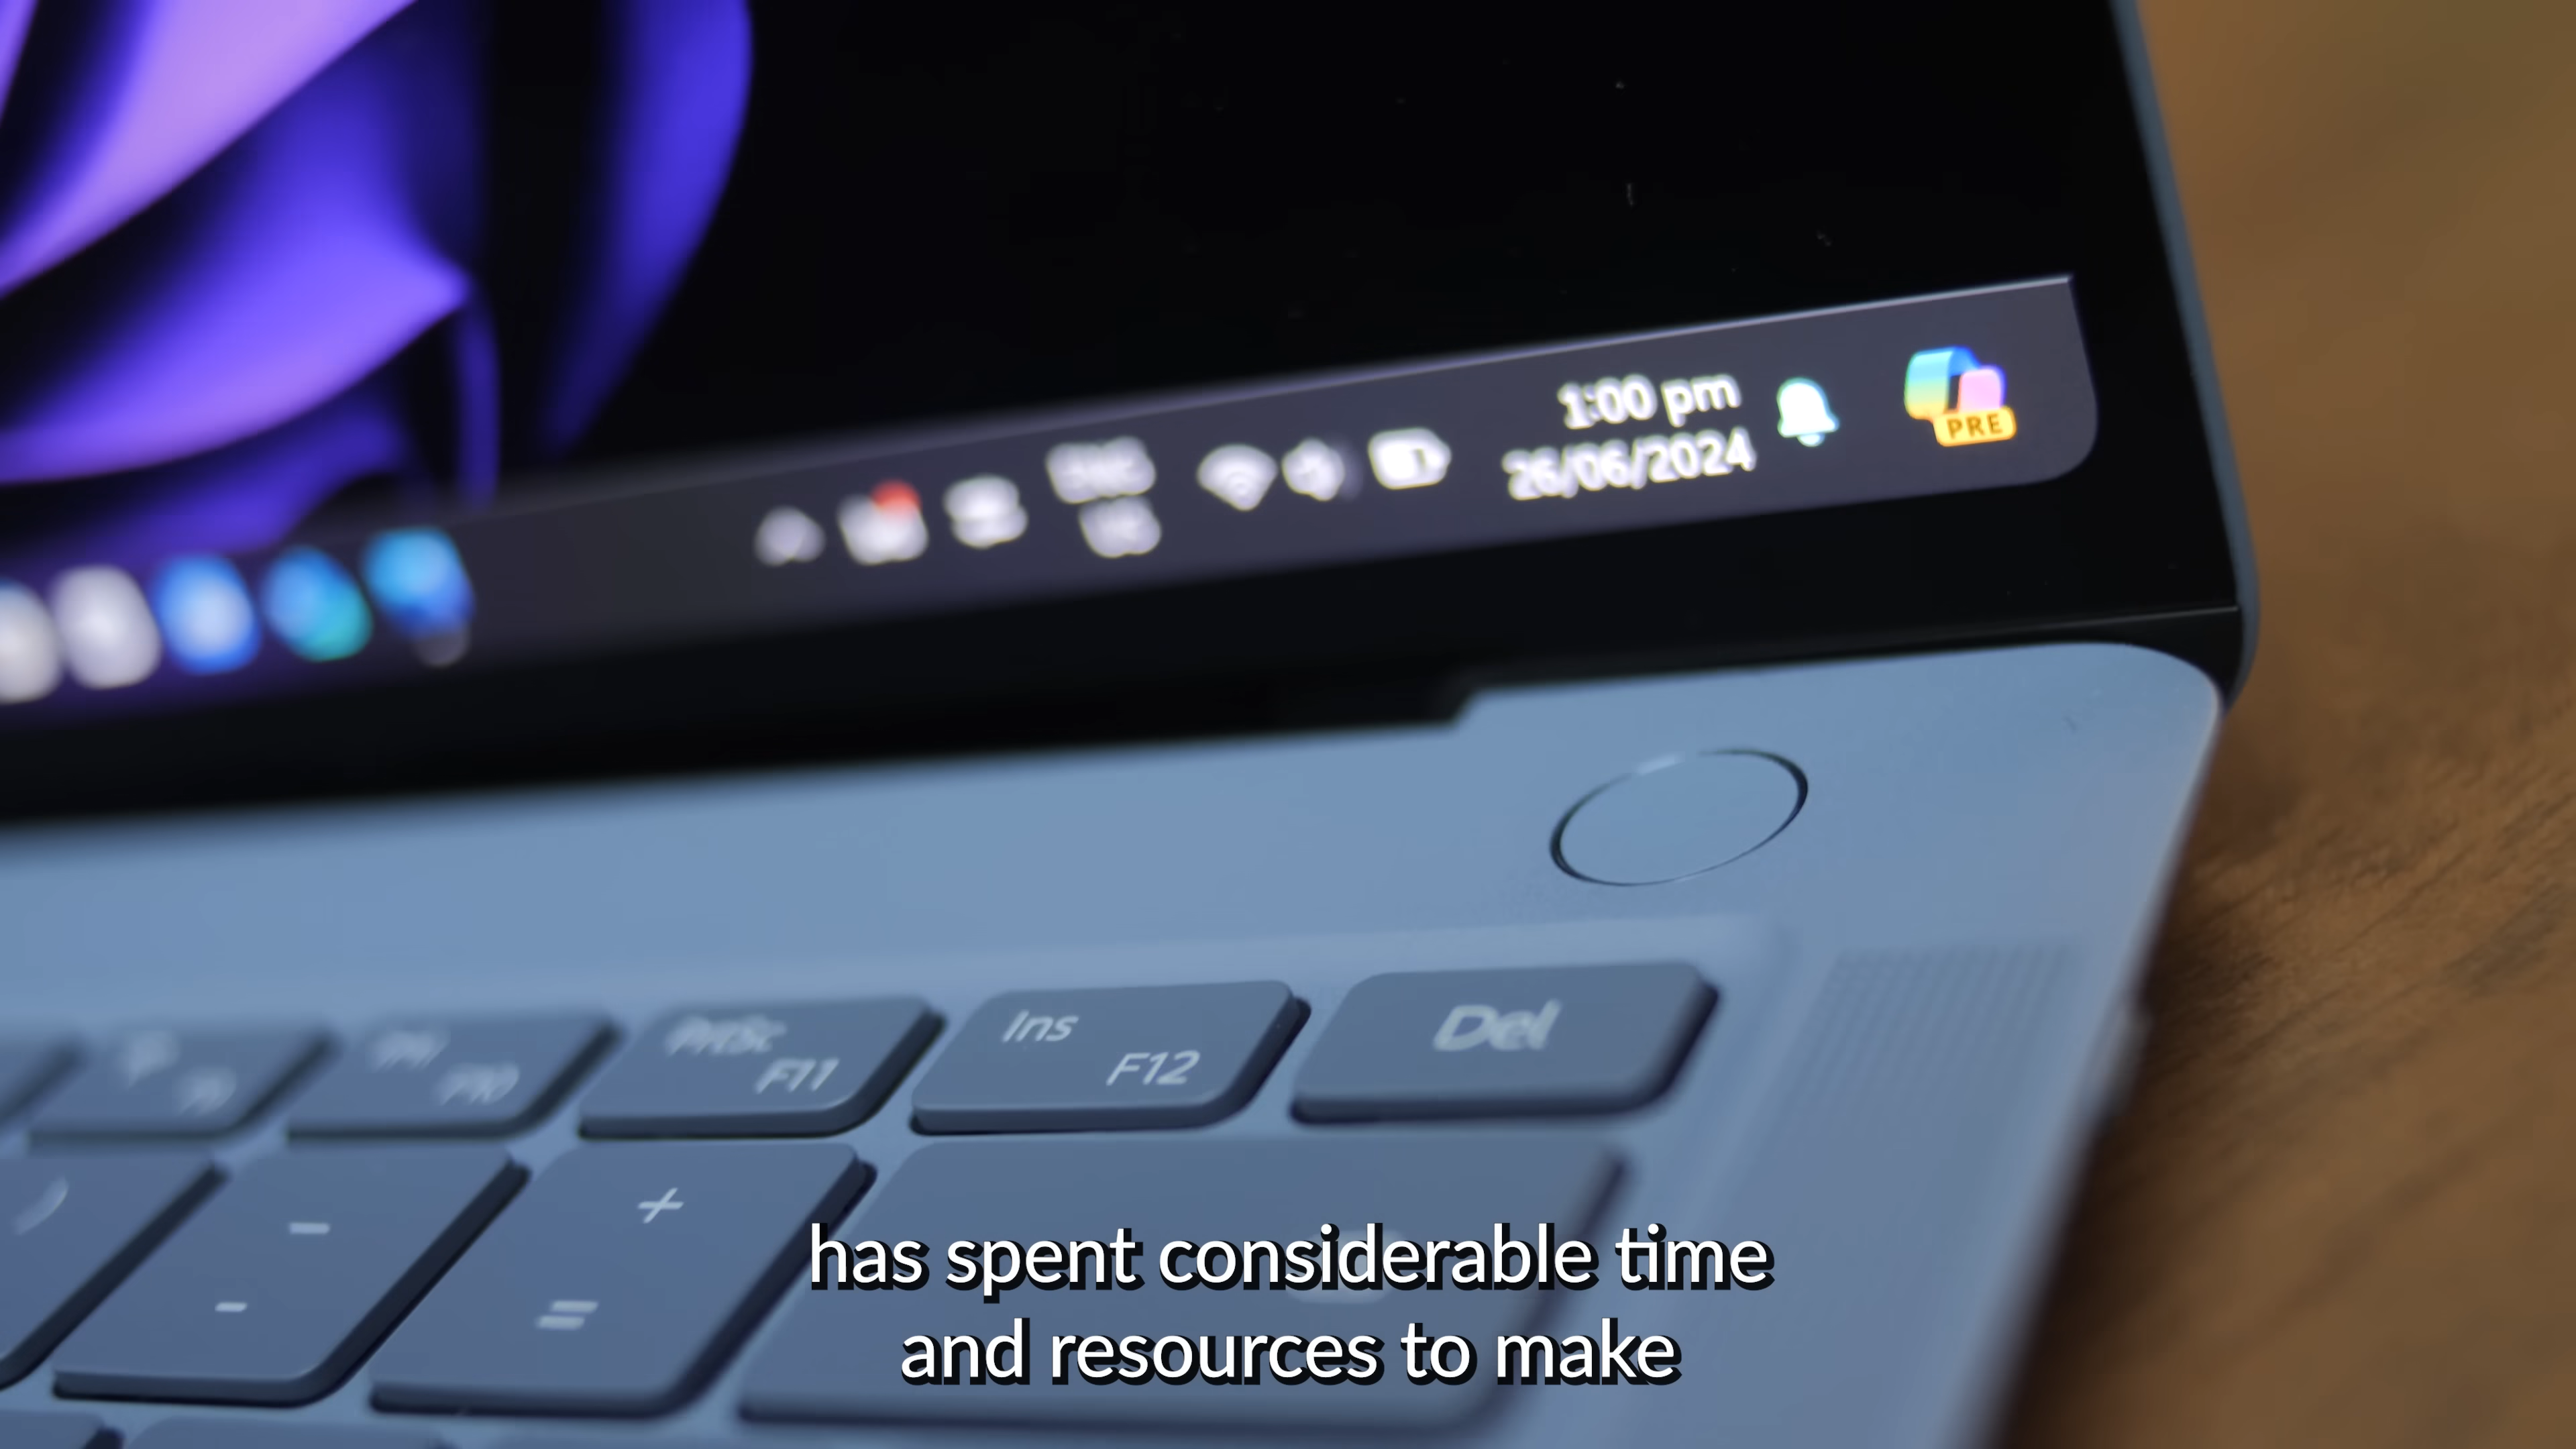 1:00 pm
26/06/2024
PRE
PrtSc
F11
Ins
F12
Del
-
-
+
=
has spent considerable time
and resources to make